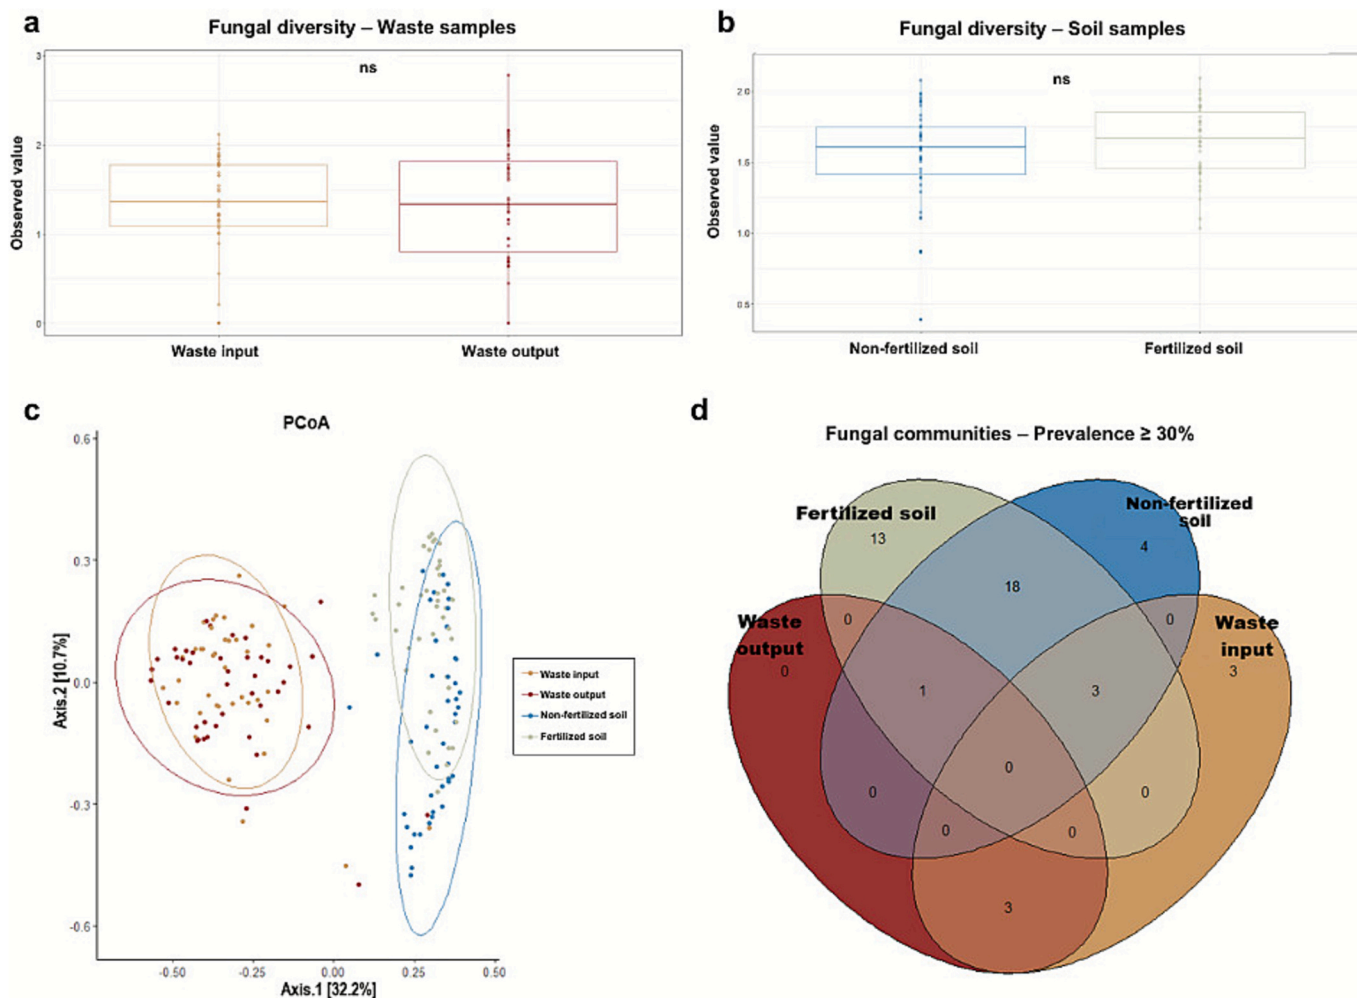 a
Fungal diversity – Waste samples
3
2
1
0
Observed value
ns
Waste input
Waste output
b
Fungal diversity – Soil samples
2.0
1.5
1.0
0.5
Observed value
ns
Non-fertilized soil
Fertilized soil
c
PCoA
0.6
0.3
0.0
-0.3
-0.6
Axis.2 [10.7%]
-0.50
-0.25
0.00
0.25
0.50
Axis.1 [32.2%]
Waste input
Waste output
Non-fertilized soil
Fertilized soil
d
Fungal communities – Prevalence ≥ 30%
Fertilized soil
13
Non-fertilized
soil
4
18
Waste
output
0
0
0
Waste
input
3
1
3
0
0
0
0
0
3